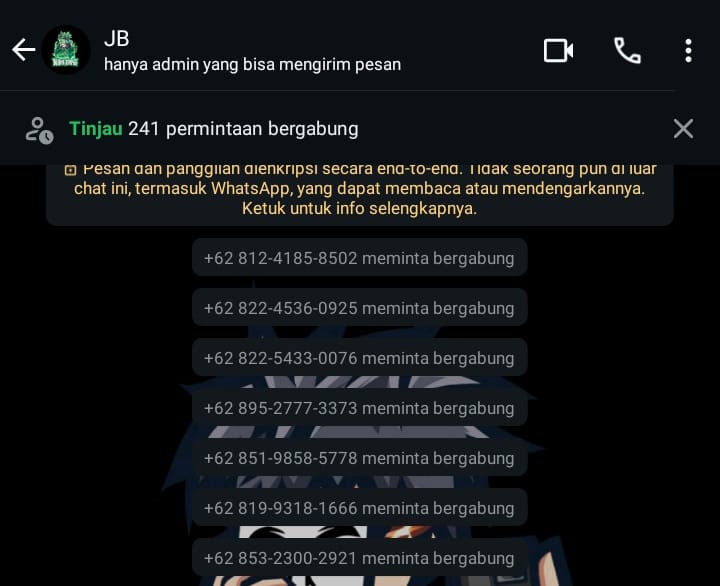 JB
hanya admin yang bisa mengirim pesan
Tinjau 241 permintaan bergabung
Pesan dan panggilan dienkripsi secara end-to-end. Tidak seorang pun di luar
chat ini, termasuk WhatsApp, yang dapat membaca atau mendengarkannya.
Ketuk untuk info selengkapnya.
+62 812-4185-8502 meminta bergabung
+62 822-4536-0925 meminta bergabung
+62 822-5433-0076 meminta bergabung
+62 895-2777-3373 meminta bergabung
+62 851-9858-5778 meminta bergabung
+62 819-9318-1666 meminta bergabung
+62 853-2300-2921 meminta bergabung